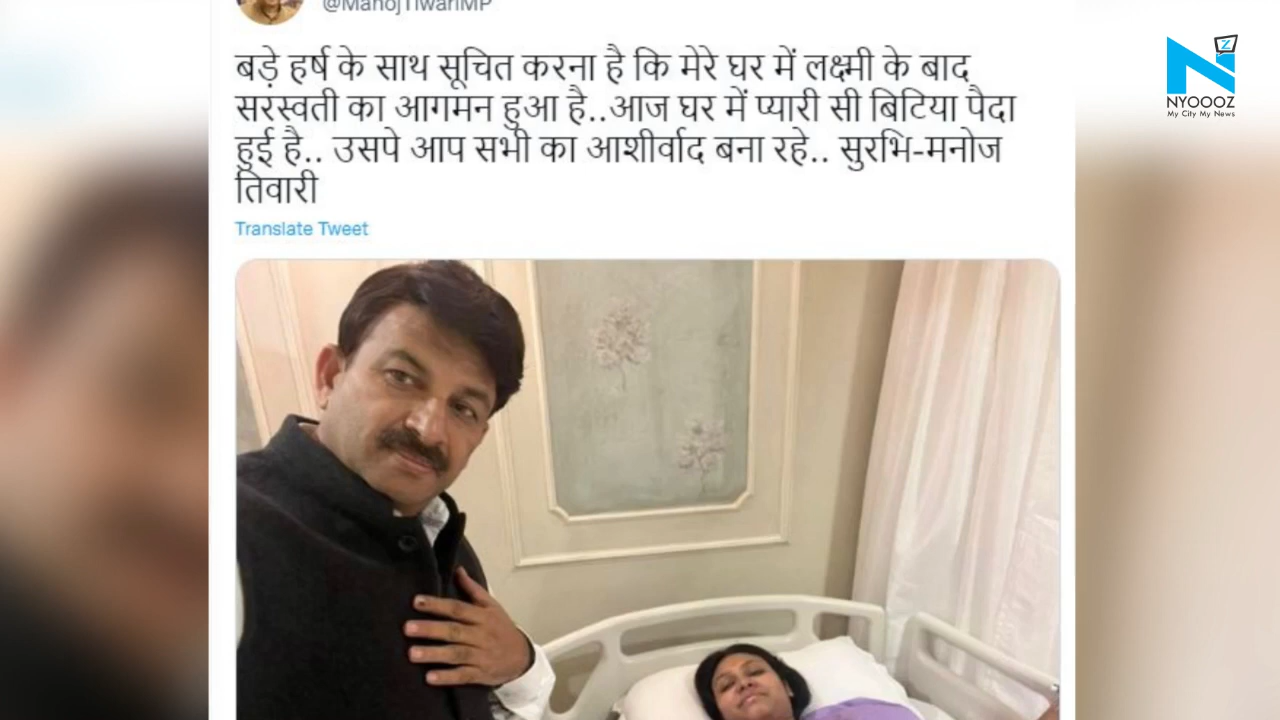 @ManojTiwariMP
बड़े हर्ष के साथ सूचित करना है कि मेरे घर में लक्ष्मी के बाद
सरस्वती का आगमन हुआ है..आज घर में प्यारी सी बिटिया पैदा
हुई है.. उसपे आप सभी का आशीर्वाद बना रहे.. सुरभि-मनोज
तिवारी
Translate Tweet
Z
NYOOOZ
My City My News